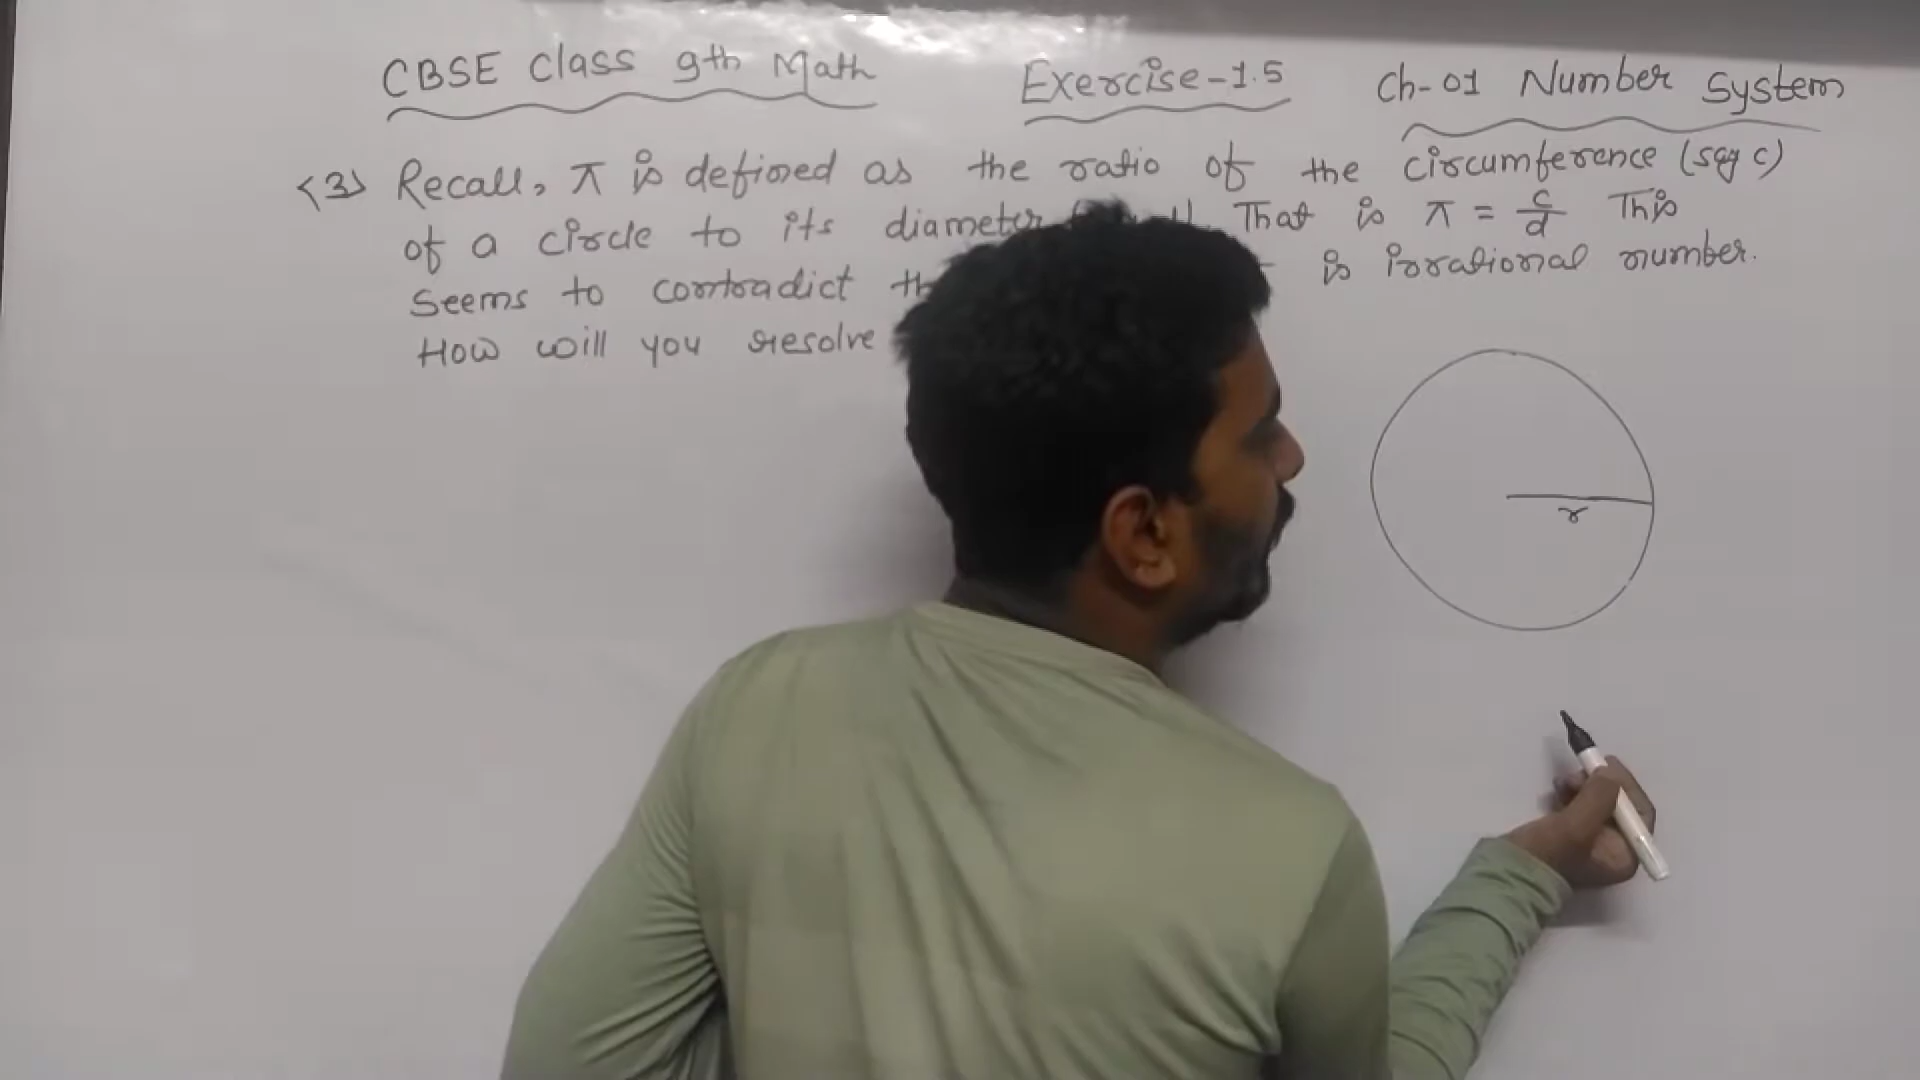 CBSE Class 9th Math Exercise-1.5 Ch-01 Number System
(3) Recall, π is defined as the ratio of the circumference (say c)
of a circle to its diameter That is π = c/d This
Seems to contradict is irrational number.
How will you resolve
r